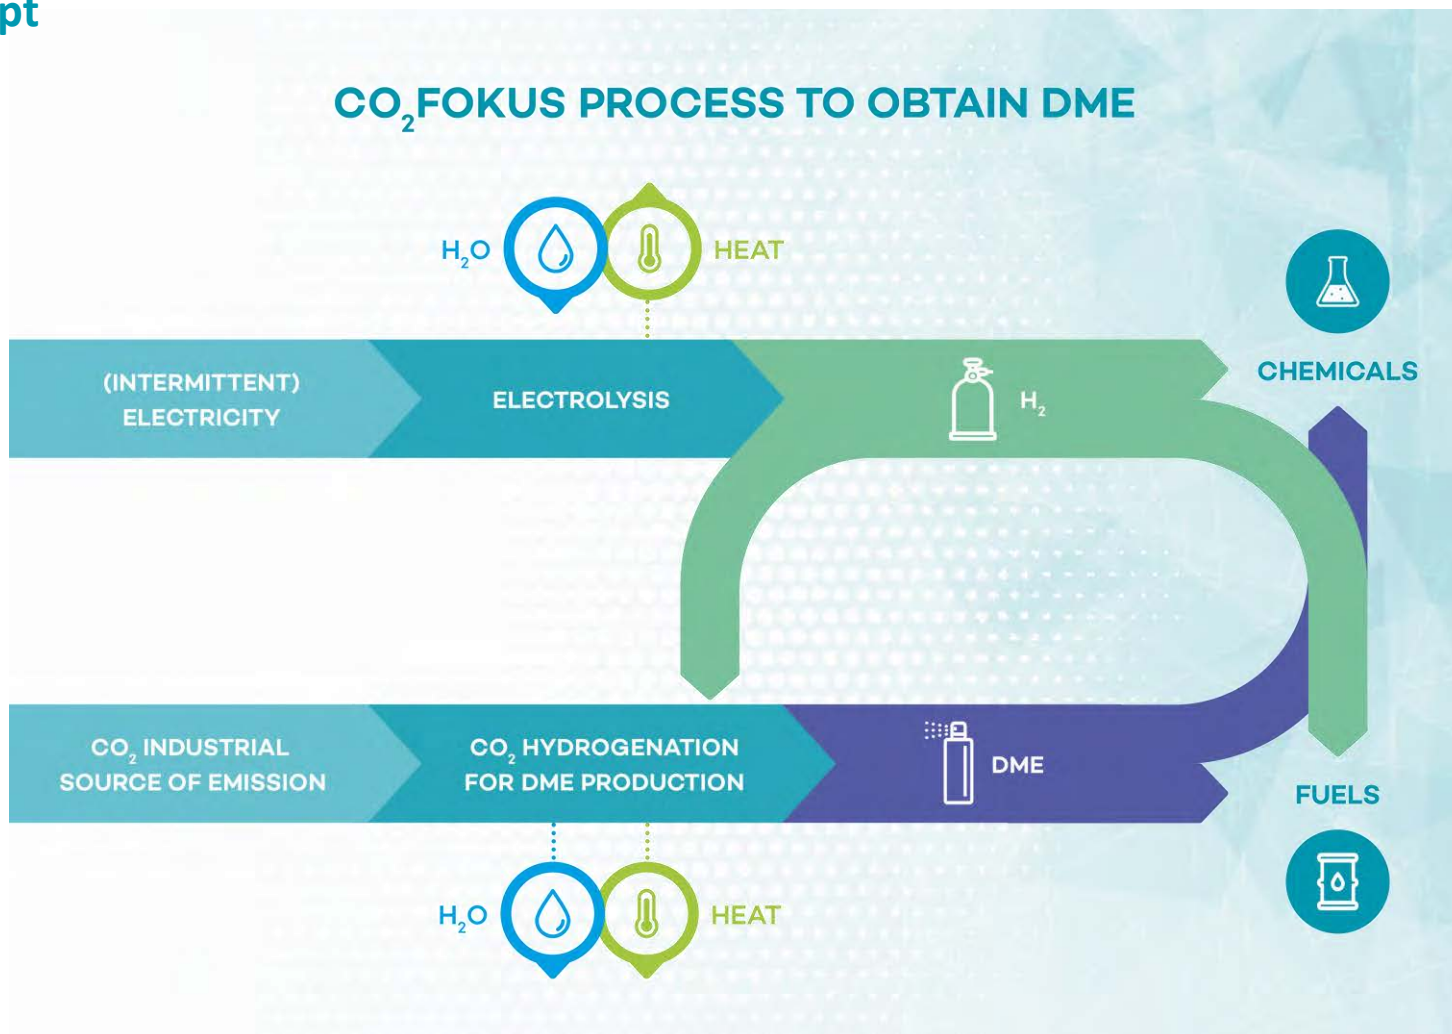 pt
CO₂FOKUS PROCESS TO OBTAIN DME
H₂O
HEAT
(INTERMITTENT)
ELECTRICITY
ELECTROLYSIS
H₂
CHEMICALS
CO₂ INDUSTRIAL
SOURCE OF EMISSION
CO₂ HYDROGENATION
FOR DME PRODUCTION
DME
FUELS
H₂O
HEAT